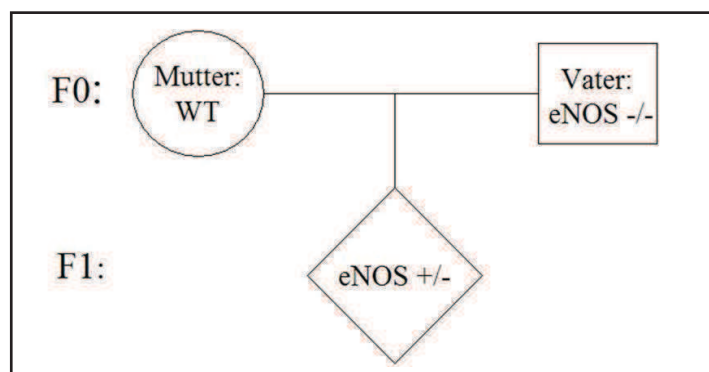 F0:
Mutter:
WT
Vater:
eNOS -/-
F1:
eNOS +/-